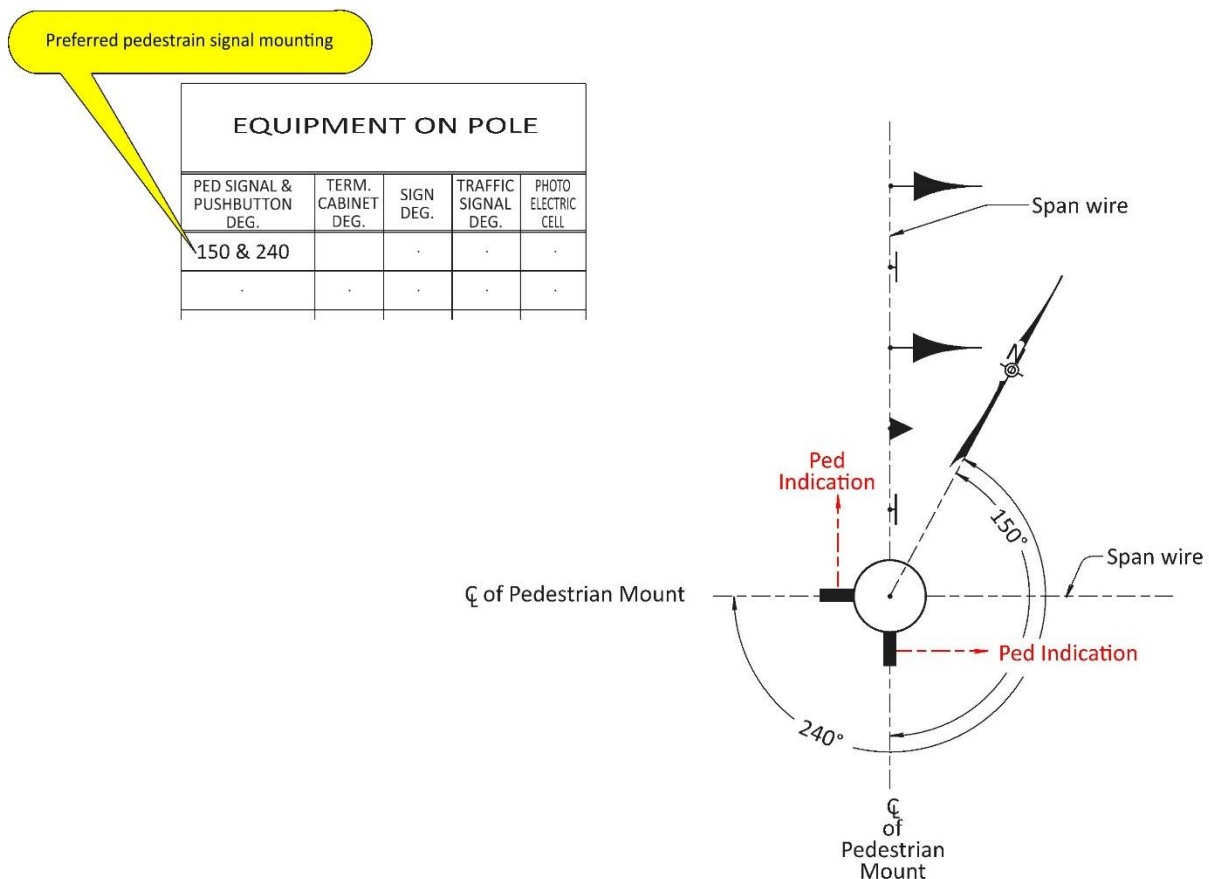 Preferred pedestrain signal mounting
EQUIPMENT ON POLE
PED SIGNAL &
PUSHBUTTON
DEG.
TERM.
CABINET
DEG.
SIGN
DEG.
TRAFFIC
SIGNAL
DEG.
PHOTO
ELECTRIC
CELL
150 & 240
Span wire
N
Ped
Indication
150°
Span wire
℄ of Pedestrian Mount
Ped Indication
240°
℄
of
Pedestrian
Mount